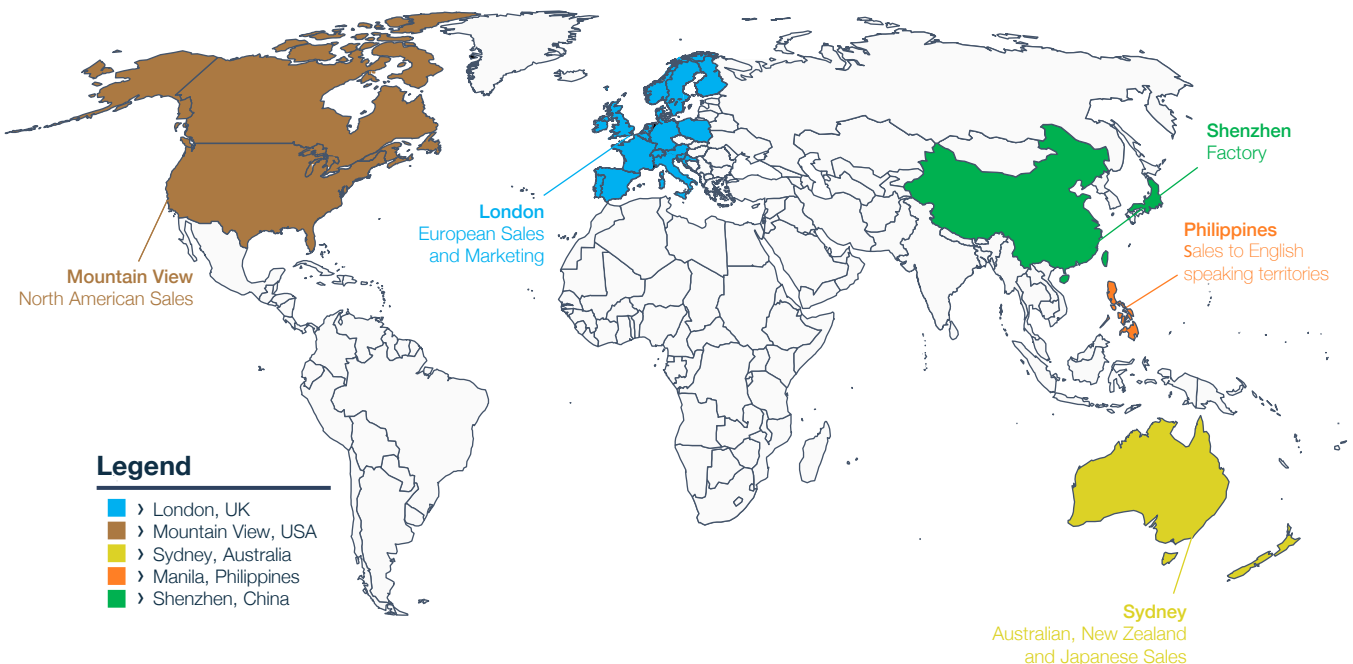 Shenzhen
Factory
Philippines
Sales to English
speaking territories
London
European Sales
and Marketing
Mountain View
North American Sales
Legend
› London, UK
› Mountain View, USA
› Sydney, Australia
› Manila, Philippines
› Shenzhen, China
Sydney
Australian, New Zealand
and Japanese Sales